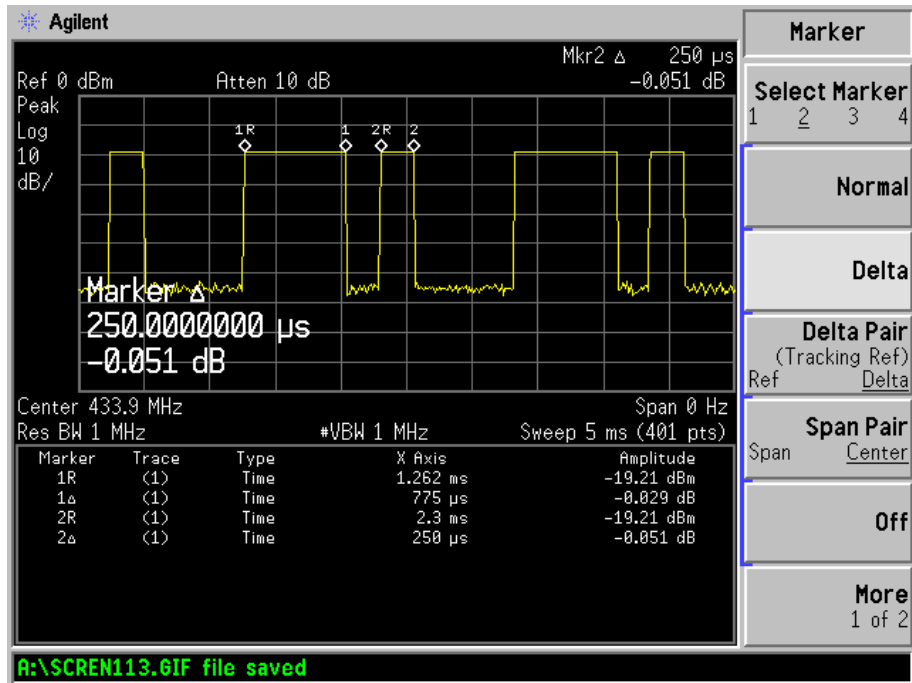 Agilent
Marker
Mkr2 Δ 250 µs
Ref 0 dBm Atten 10 dB -0.051 dB
Peak
Log
10
dB/
1R 1 2R 2
Marker Δ
250.0000000 µs
-0.051 dB
Center 433.9 MHz Span 0 Hz
Res BW 1 MHz #VBW 1 MHz Sweep 5 ms (401 pts)
Marker Trace Type X Axis Amplitude
1R (1) Time 1.262 ms -19.21 dBm
1Δ (1) Time 775 µs -0.029 dB
2R (1) Time 2.3 ms -19.21 dBm
2Δ (1) Time 250 µs -0.051 dB
Select Marker
1 2 3 4
Normal
Delta
Delta Pair
(Tracking Ref)
Ref Delta
Span Pair
Span Center
Off
More
1 of 2
A:\SCREN113.GIF file saved